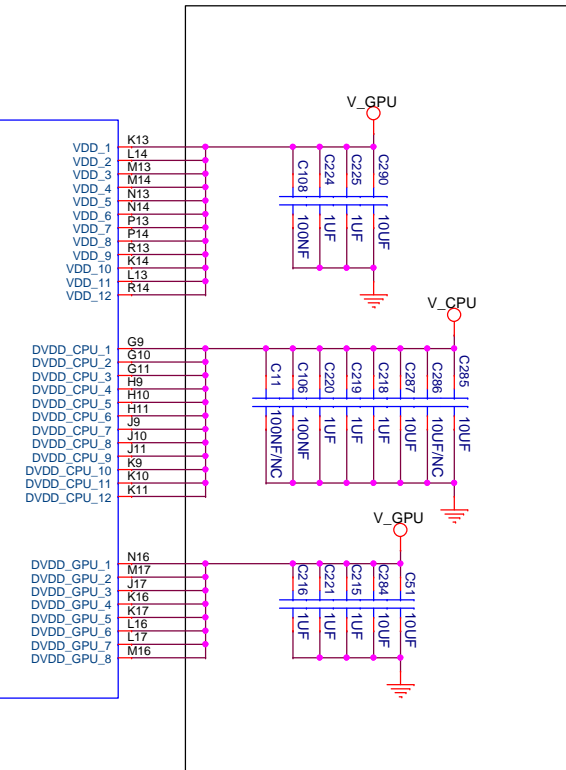 V_GPU
VDD_1 K13
VDD_2 L14
VDD_3 M13
VDD_4 M14
VDD_5 N13
VDD_6 N14
VDD_7 P13
VDD_8 P14
VDD_9 R13
VDD_10 K14
VDD_11 L13
VDD_12 R14
C108 100NF
C224 1UF
C225 1UF
C290 10UF
V_CPU
DVDD_CPU_1 G9
DVDD_CPU_2 G10
DVDD_CPU_3 G11
DVDD_CPU_4 H9
DVDD_CPU_5 H10
DVDD_CPU_6 H11
DVDD_CPU_7 J9
DVDD_CPU_8 J10
DVDD_CPU_9 J11
DVDD_CPU_10 K9
DVDD_CPU_11 K10
DVDD_CPU_12 K11
C11 100NF/NC
C106 100NF
C220 1UF
C219 1UF
C218 1UF
C287 10UF
C286 10UF/NC
C285 10UF
V_GPU
DVDD_GPU_1 N16
DVDD_GPU_2 M17
DVDD_GPU_3 J17
DVDD_GPU_4 K16
DVDD_GPU_5 K17
DVDD_GPU_6 L16
DVDD_GPU_7 L17
DVDD_GPU_8 M16
C216 1UF
C221 1UF
C215 1UF
C284 10UF
C51 10UF